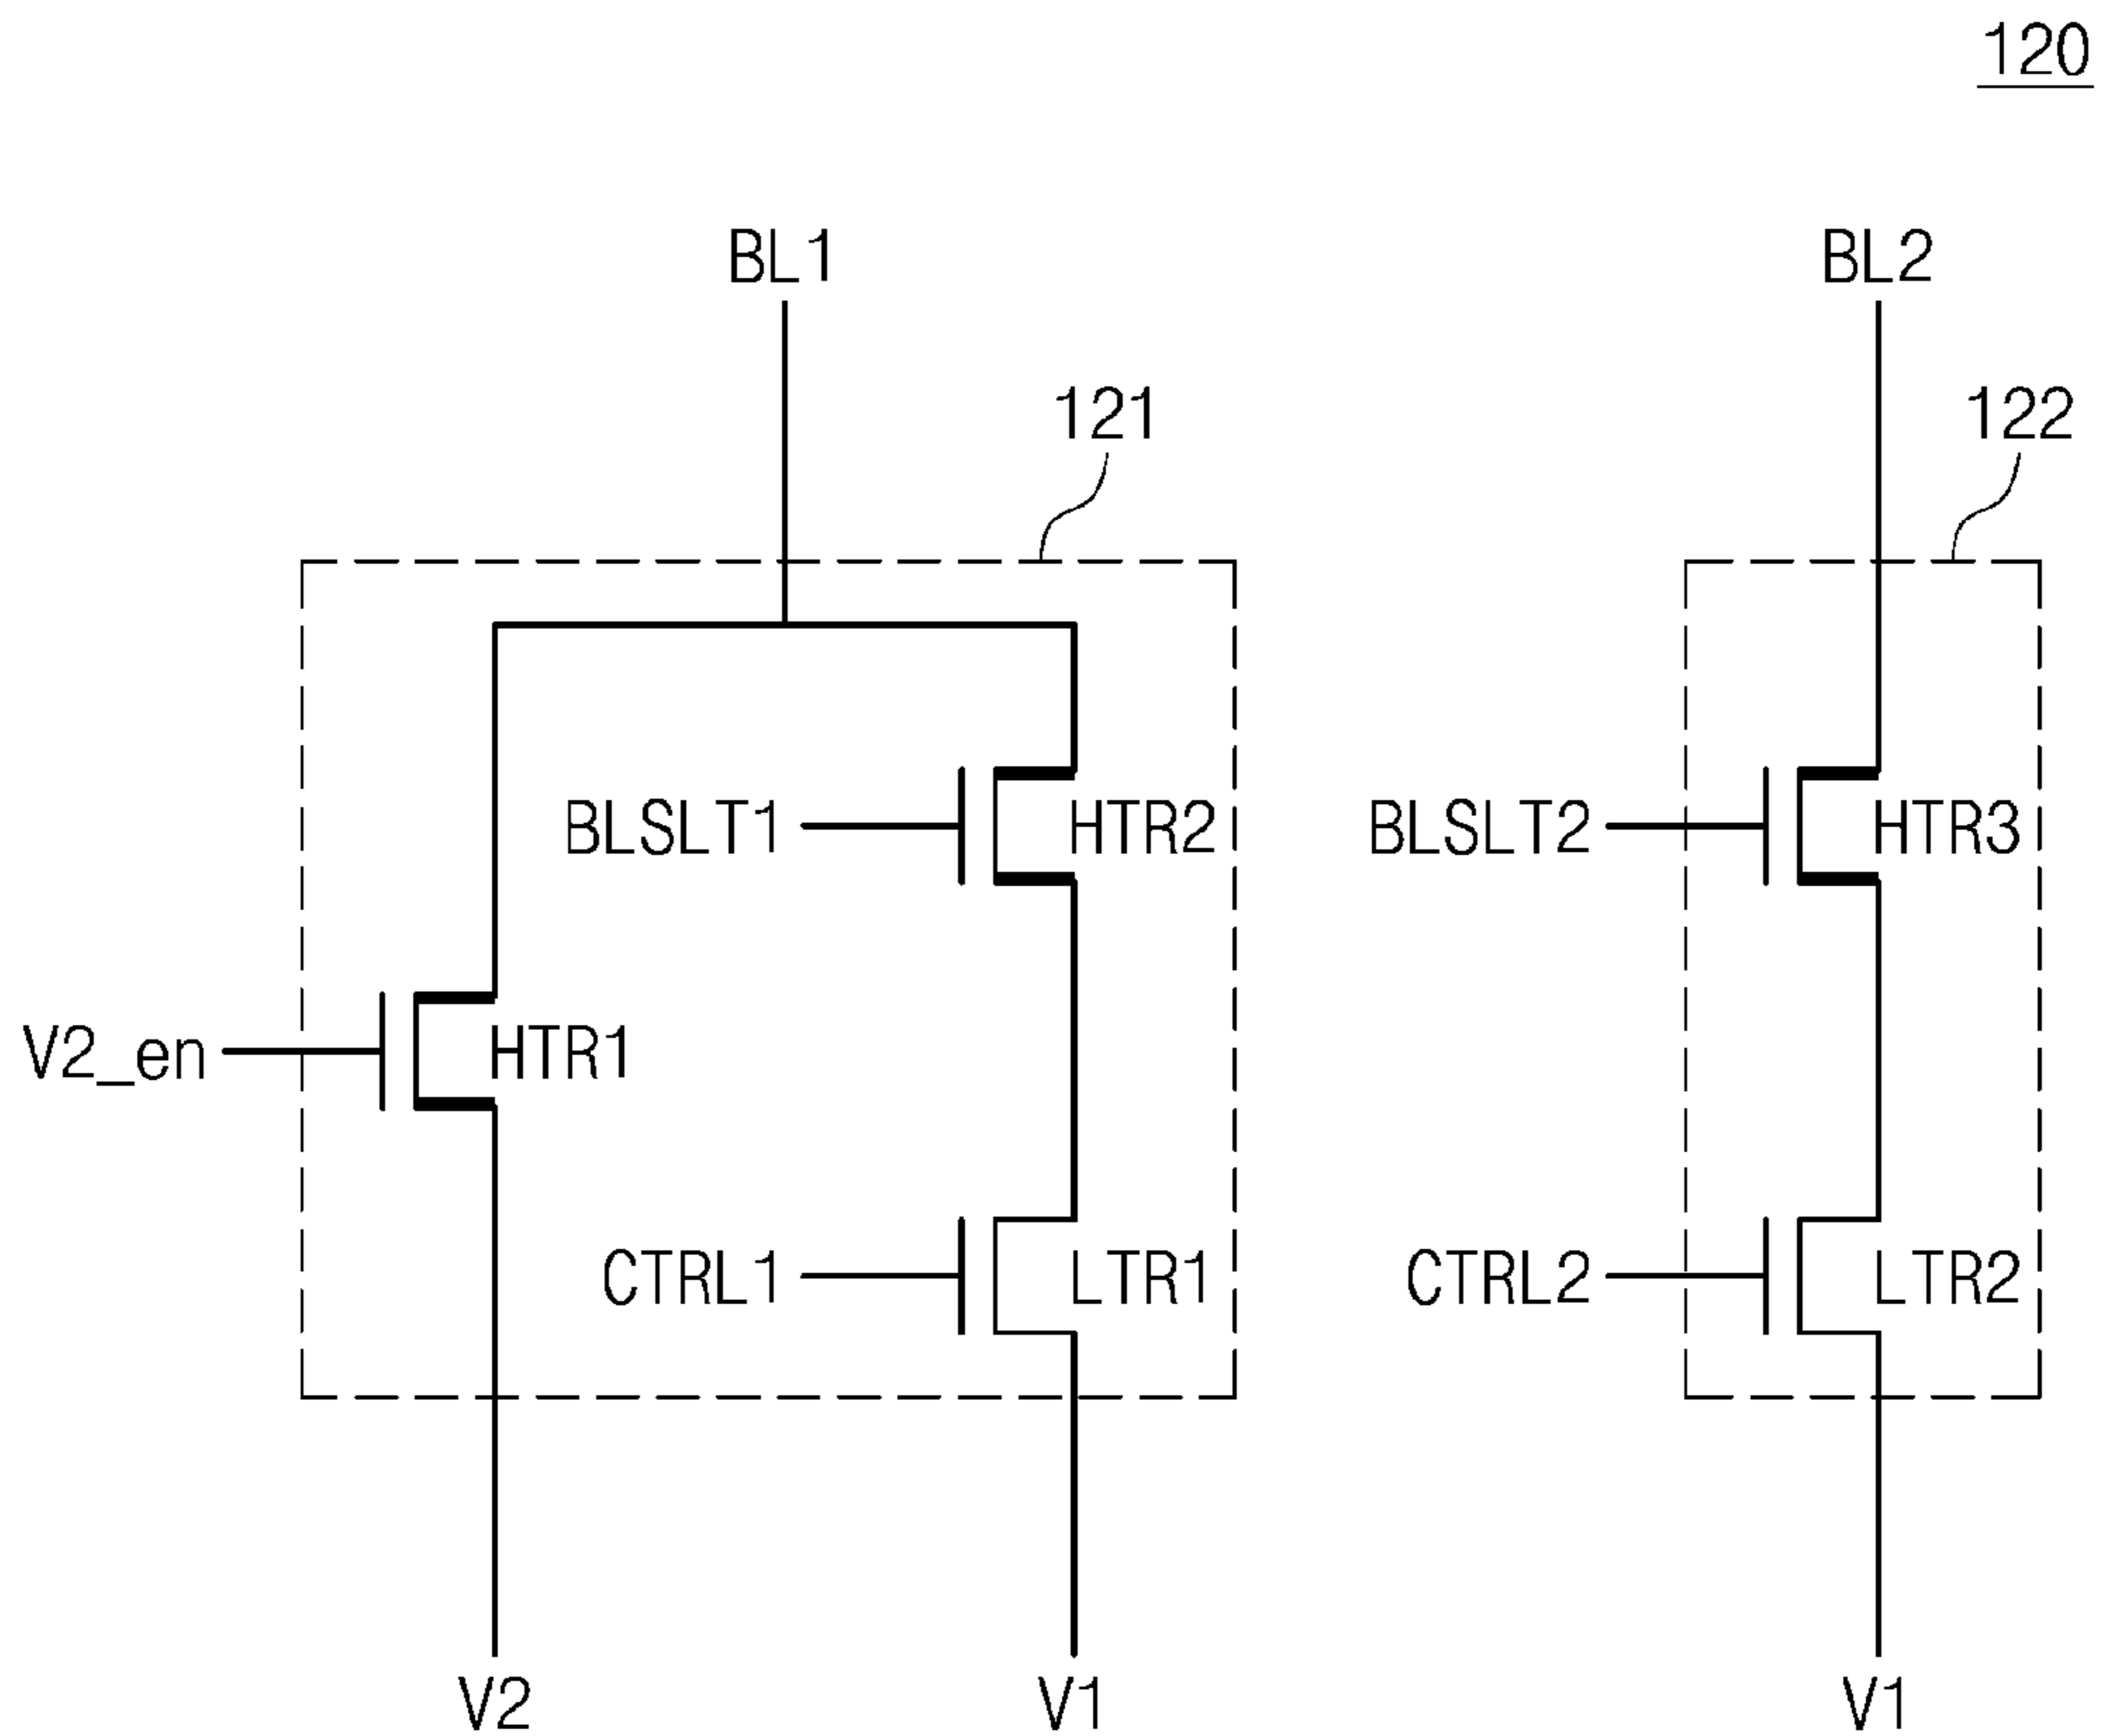 120
BL1 BL2
121 122
BLSLT1 HTR2 BLSLT2 HTR3
V2_en HTR1
CTRL1 LTR1 CTRL2 LTR2
V2 V1 V1